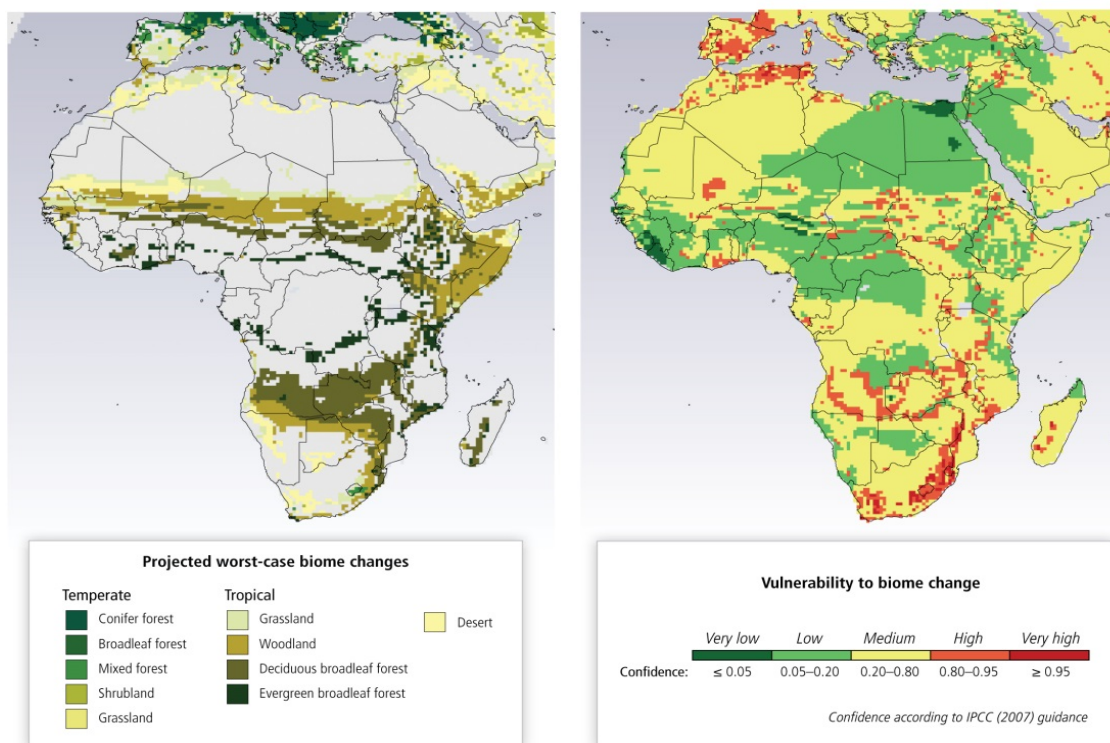 Projected worst-case biome changes
Temperate
Conifer forest
Broadleaf forest
Mixed forest
Shrubland
Grassland
Tropical
Grassland
Woodland
Deciduous broadleaf forest
Evergreen broadleaf forest
Desert
Vulnerability to biome change
Very low Low Medium High Very high
Confidence: ≤ 0.05 0.05–0.20 0.20–0.80 0.80–0.95 ≥ 0.95
Confidence according to IPCC (2007) guidance